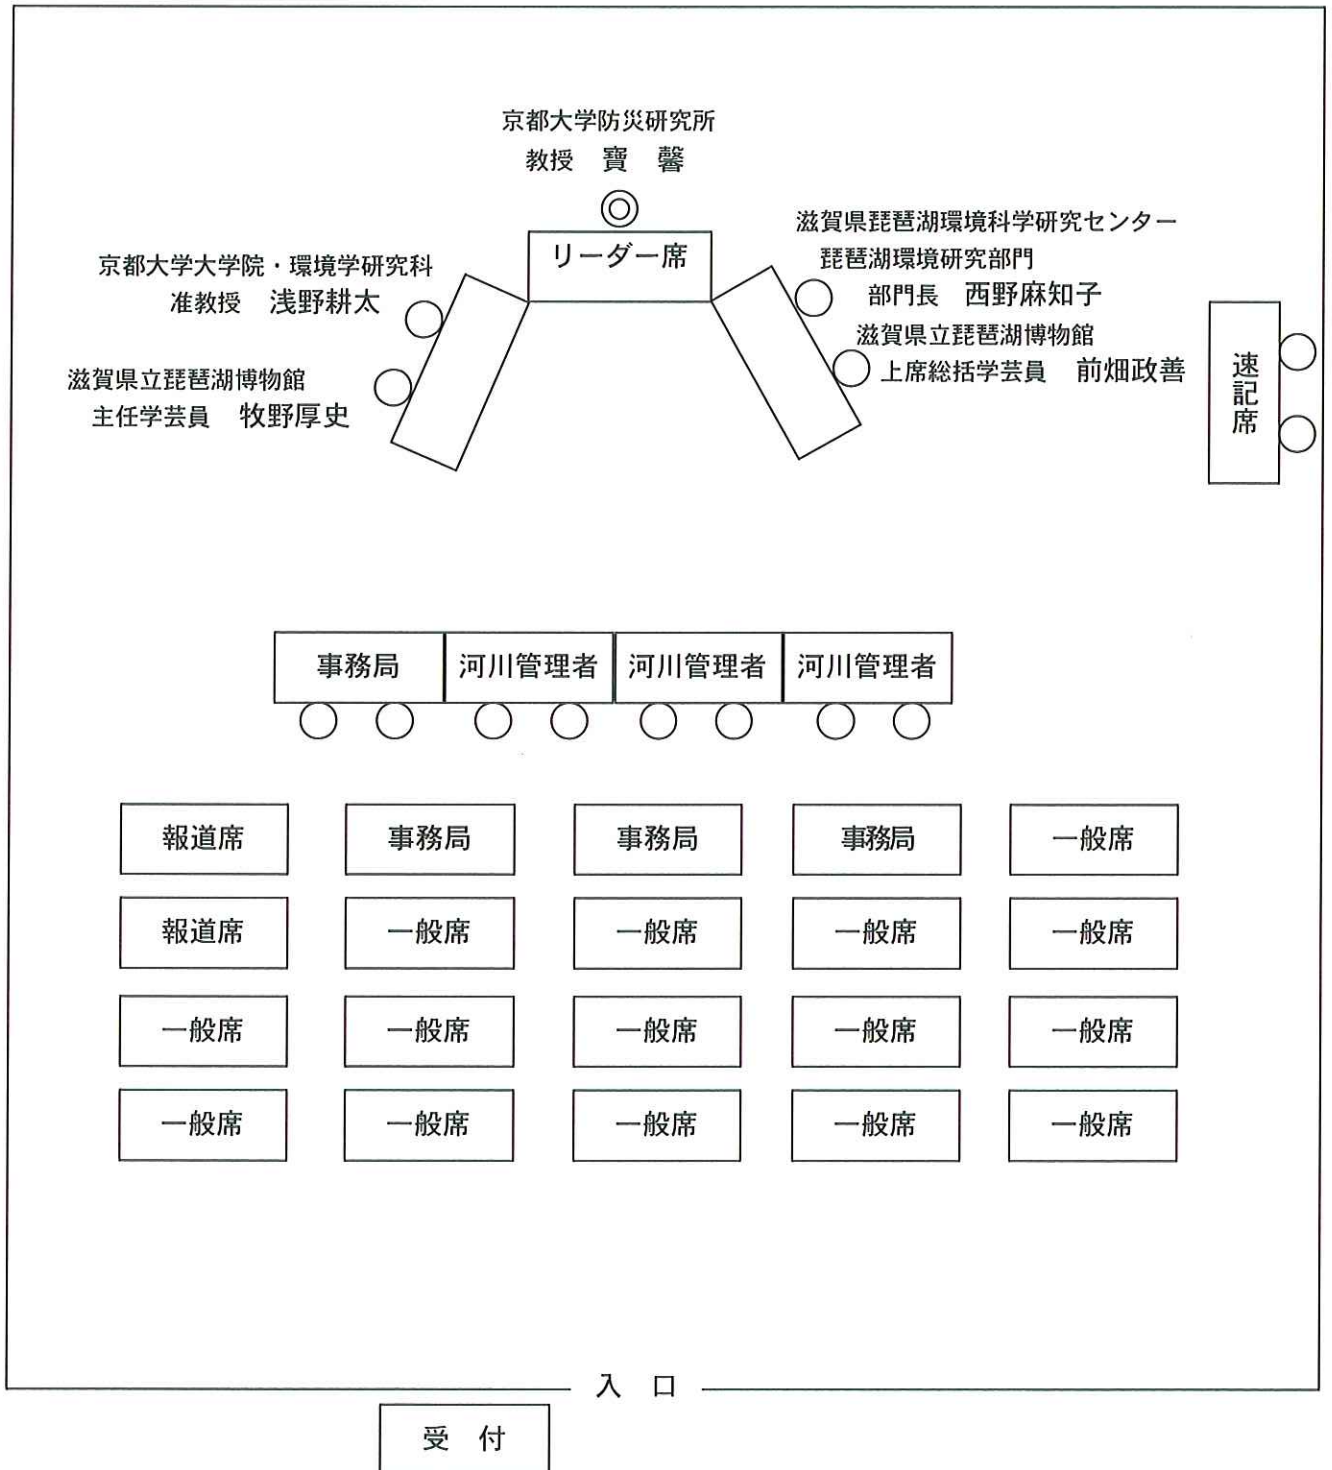 京都大学防災研究所
教授　寶　馨
リーダー席
京都大学大学院・環境学研究科
准教授　浅野耕太
滋賀県立琵琶湖博物館
主任学芸員　牧野厚史
滋賀県琵琶湖環境科学研究センター
琵琶湖環境研究部門
部門長　西野麻知子
滋賀県立琵琶湖博物館
上席総括学芸員　前畑政善
速記席
事務局　河川管理者　河川管理者　河川管理者
報道席　事務局　事務局　事務局　一般席
報道席　一般席　一般席　一般席　一般席
一般席　一般席　一般席　一般席　一般席
一般席　一般席　一般席　一般席　一般席
入　口
受　付